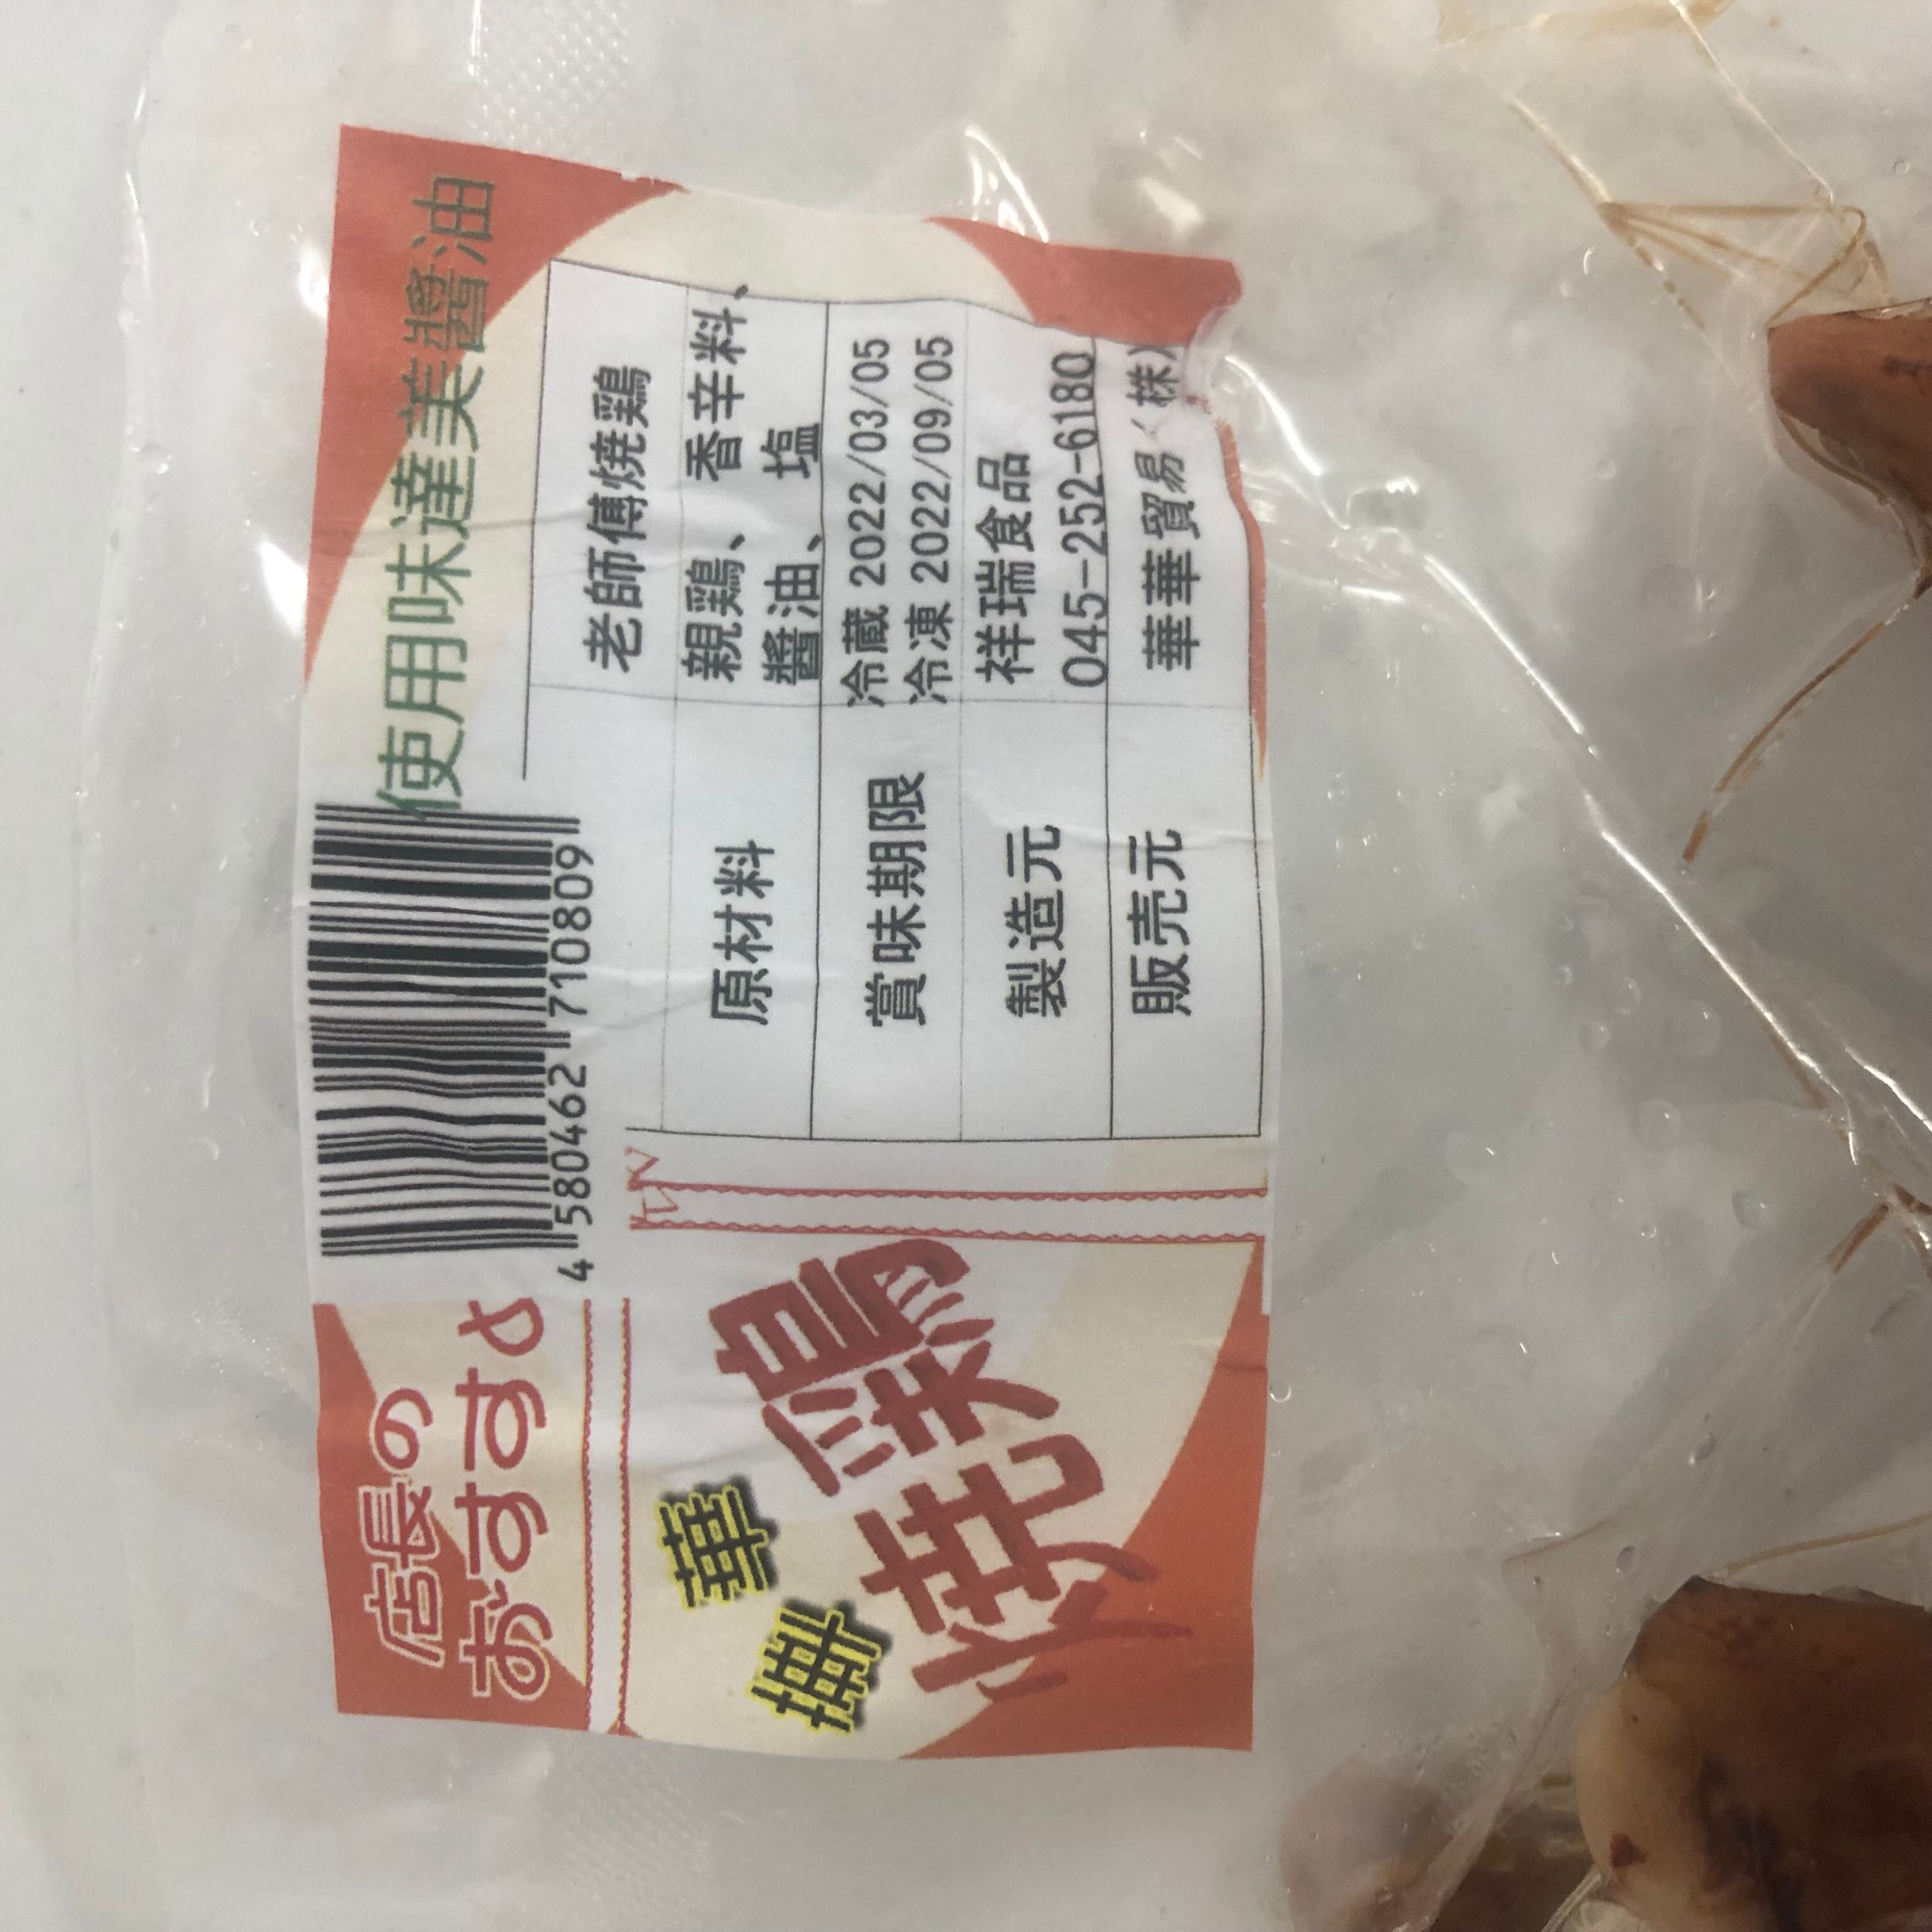 店長の
おすすめ
4 580462 710809
使用味達美醬油
華華
焼鶏
老師傅焼鶏
原材料 親鶏、香辛料、
醬油、塩
賞味期限 冷蔵 2022/03/05
冷凍 2022/09/05
製造元 祥瑞食品
045-252-6180
販売元 華華貿易(株)